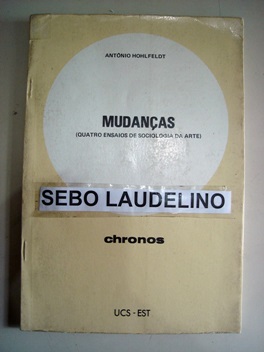 ANTÔNIO HOHLFELDT
MUDANÇAS
(QUATRO ENSAIOS DE SOCIOLOGIA DA ARTE)
SEBO LAUDELINO
chronos
UCS - EST